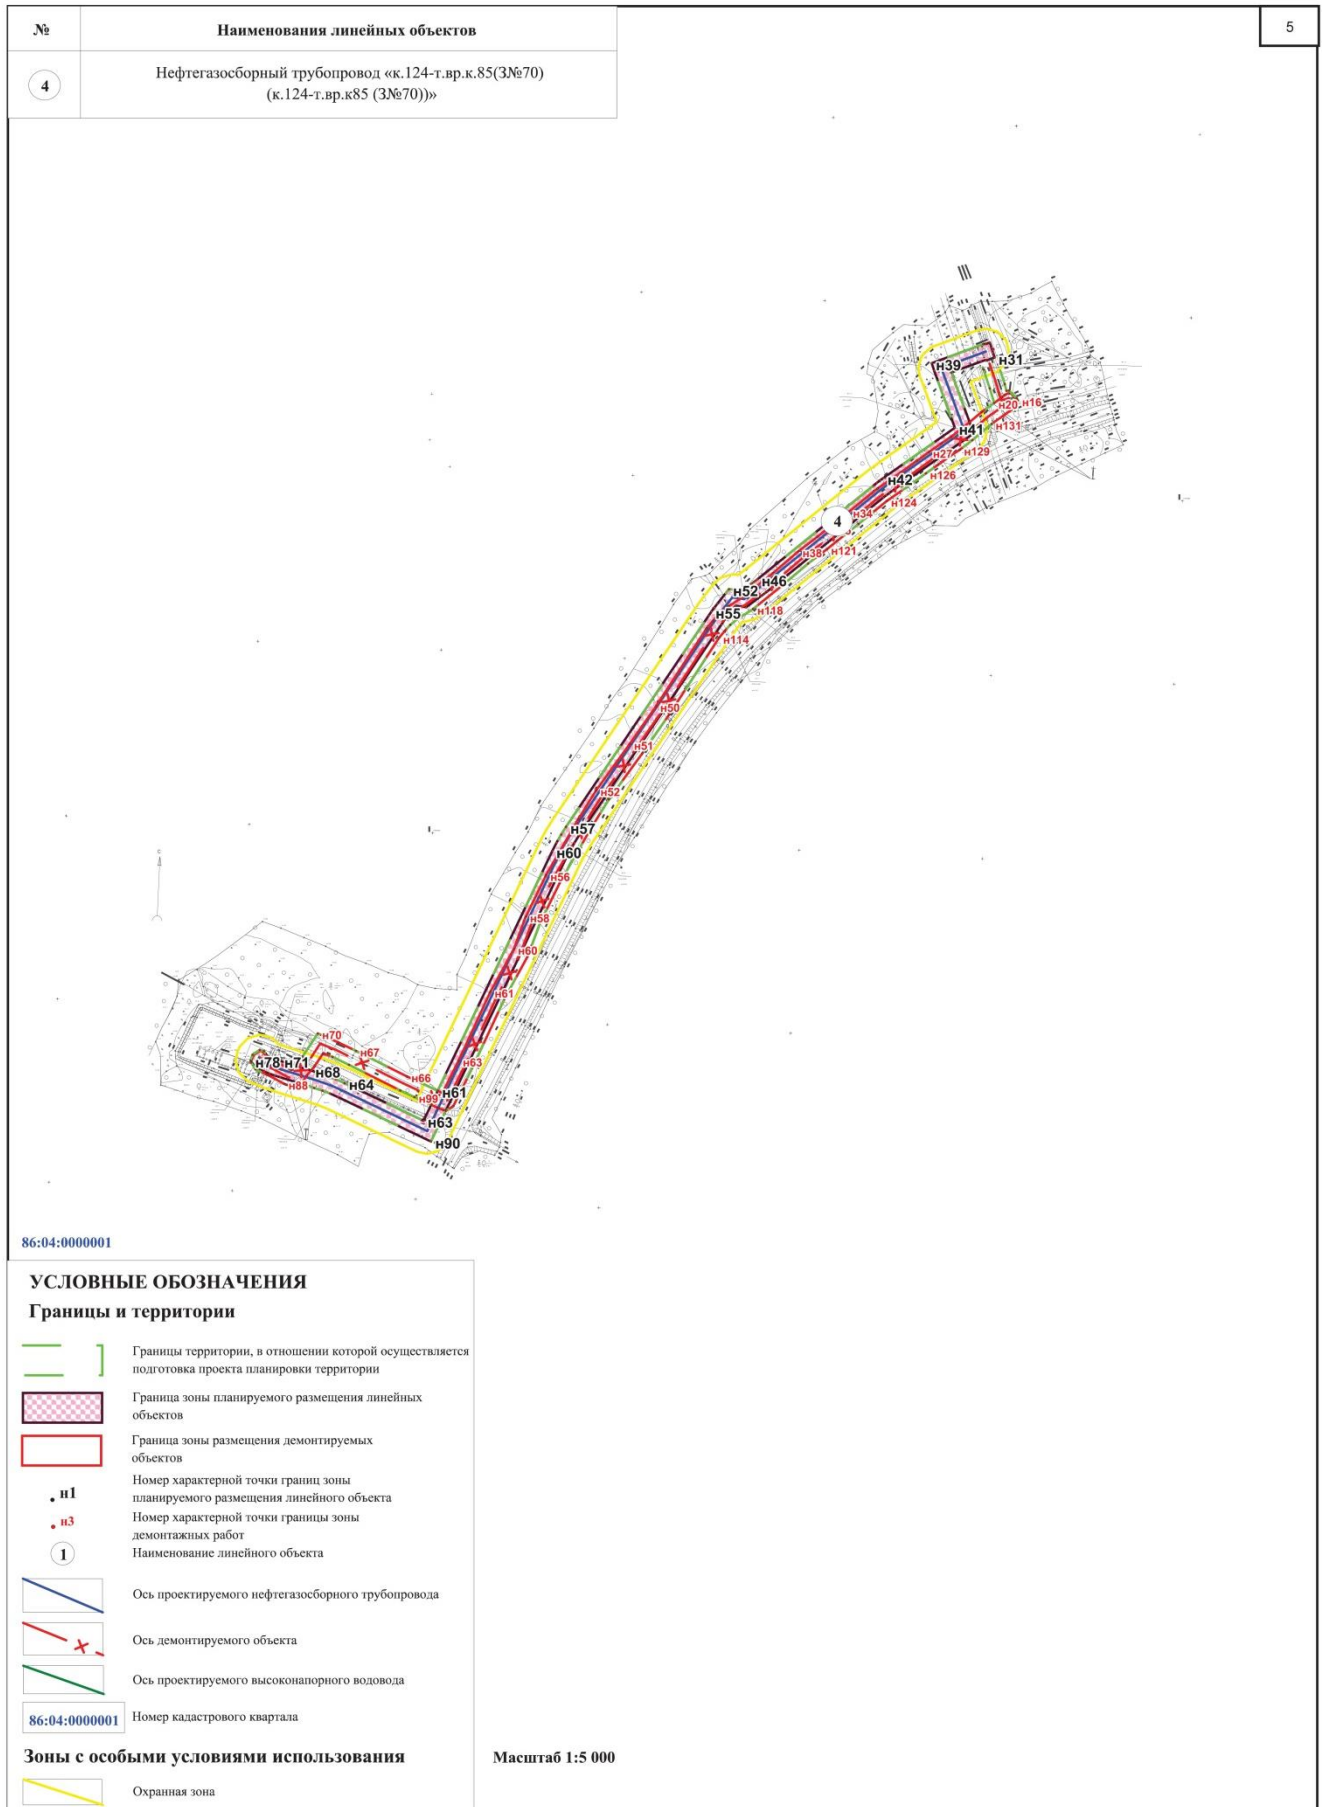 №
Наименования линейных объектов
5
4
Нефтегазосборный трубопровод «к.124-т.вр.к.85(З№70)
(к.124-т.вр.к85 (З№70))»
н39
н31
н20
н16
н131
н41
н129
н27
н126
н42
н124
н34
4
н121
н38
н46
н52
н118
н55
н114
н50
н51
н52
н57
н60
н56
н58
н60
н61
н63
н70
н67
н78
н71
н68
н66
н88
н64
н61
н99
н63
н90
86:04:0000001
УСЛОВНЫЕ ОБОЗНАЧЕНИЯ
Границы и территории
Границы территории, в отношении которой осуществляется
подготовка проекта планировки территории
Граница зоны планируемого размещения линейных
объектов
Граница зоны размещения демонтируемых
объектов
н1
Номер характерной точки границ зоны
планируемого размещения линейного объекта
н3
Номер характерной точки границы зоны
демонтажных работ
1
Наименование линейного объекта
Ось проектируемого нефтегазосборного трубопровода
Ось демонтируемого объекта
Ось проектируемого высоконапорного водовода
86:04:0000001
Номер кадастрового квартала
Зоны с особыми условиями использования
Масштаб 1:5 000
Охранная зона